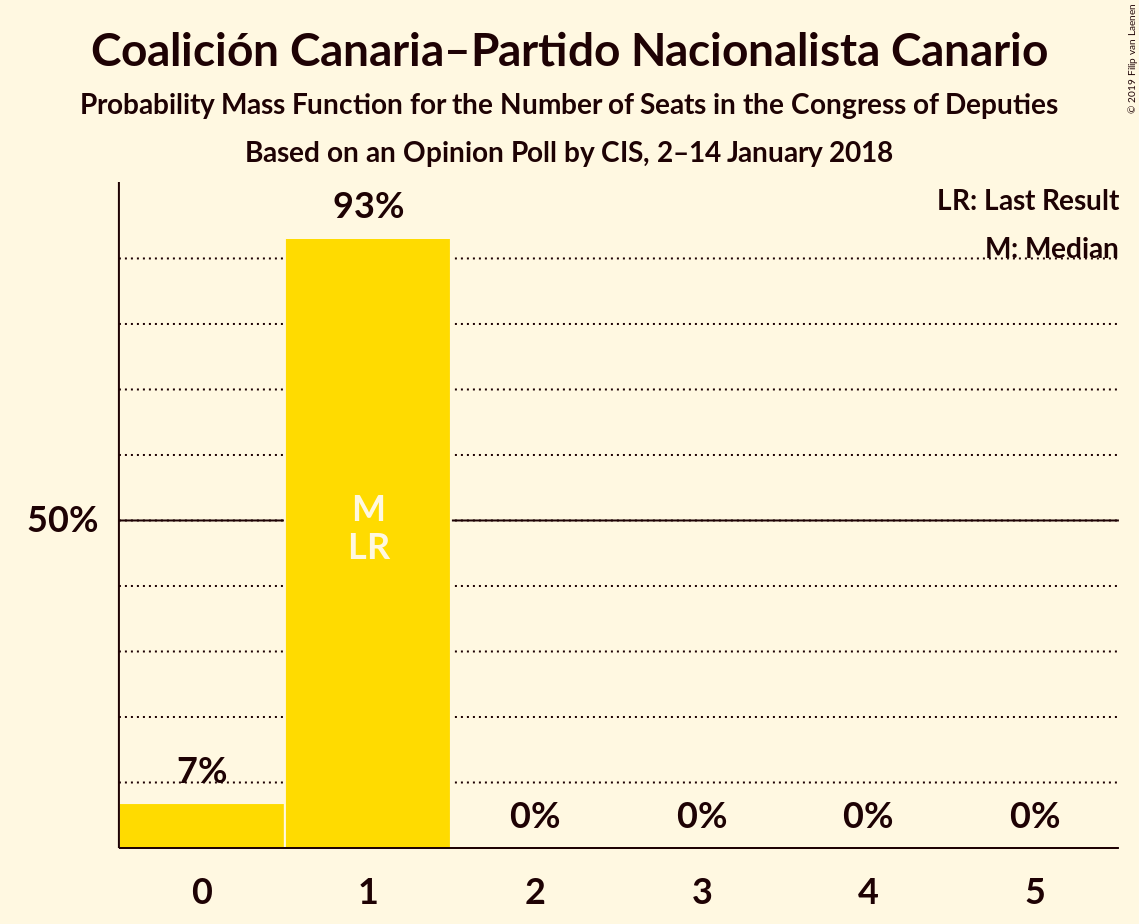 Coalición Canaria–Partido Nacionalista Canario
Probability Mass Function for the Number of Seats in the Congress of Deputies
Based on an Opinion Poll by CIS, 2–14 January 2018
© 2019 Filip van Laenen
LR: Last Result
M: Median
93%
50%
M
LR
7%
0% 0% 0% 0%
0 1 2 3 4 5